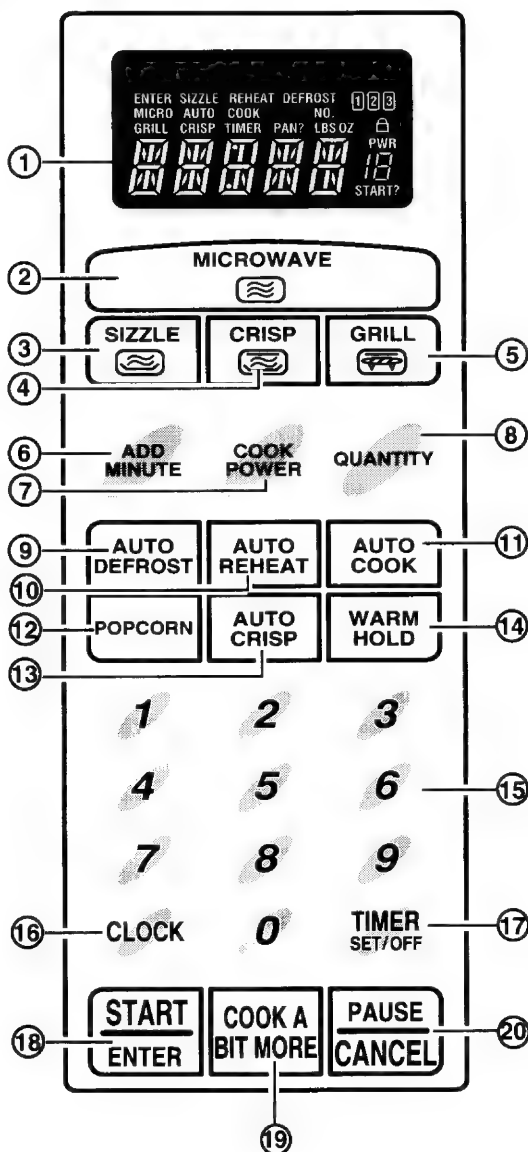 ENTER SIZZLE REHEAT DEFROST 1 2 3
MICRO AUTO COOK NO.
GRILL CRISP TIMER PAN? LBS OZ
PWR
18
START?
1
MICROWAVE
2
SIZZLE CRISP GRILL
3
4
5
ADD MINUTE
COOK POWER
QUANTITY
6
7
8
AUTO DEFROST
AUTO REHEAT
AUTO COOK
9
10
11
POPCORN
AUTO CRISP
WARM HOLD
12
13
14
1 2 3
4 5 6
15
7 8 9
16
CLOCK 0 TIMER
SET/OFF
17
START
ENTER
COOK A
BIT MORE
PAUSE
CANCEL
18
19
20